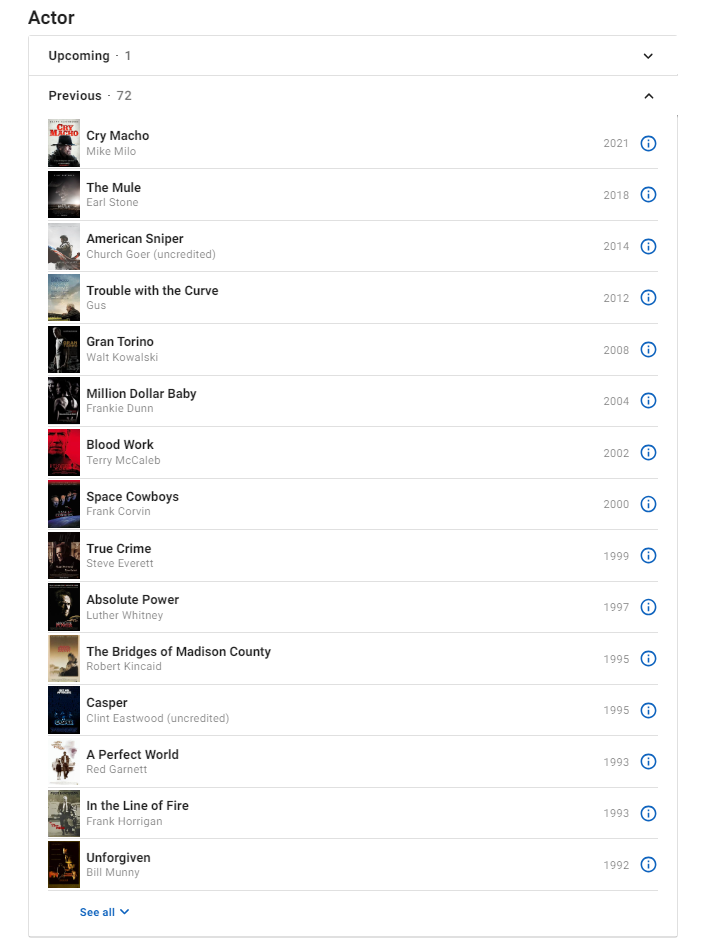 Actor
Upcoming · 1
Previous · 72
CRY MACHO
Cry Macho
Mike Milo
2021
The Mule
Earl Stone
2018
American Sniper
Church Goer (uncredited)
2014
Trouble with the Curve
Gus
2012
Gran Torino
Walt Kowalski
2008
Million Dollar Baby
Frankie Dunn
2004
Blood Work
Terry McCaleb
2002
Space Cowboys
Frank Corvin
2000
True Crime
Steve Everett
1999
Absolute Power
Luther Whitney
1997
The Bridges of Madison County
Robert Kincaid
1995
Casper
Clint Eastwood (uncredited)
1995
A Perfect World
Red Garnett
1993
In the Line of Fire
Frank Horrigan
1993
Unforgiven
Bill Munny
1992
See all